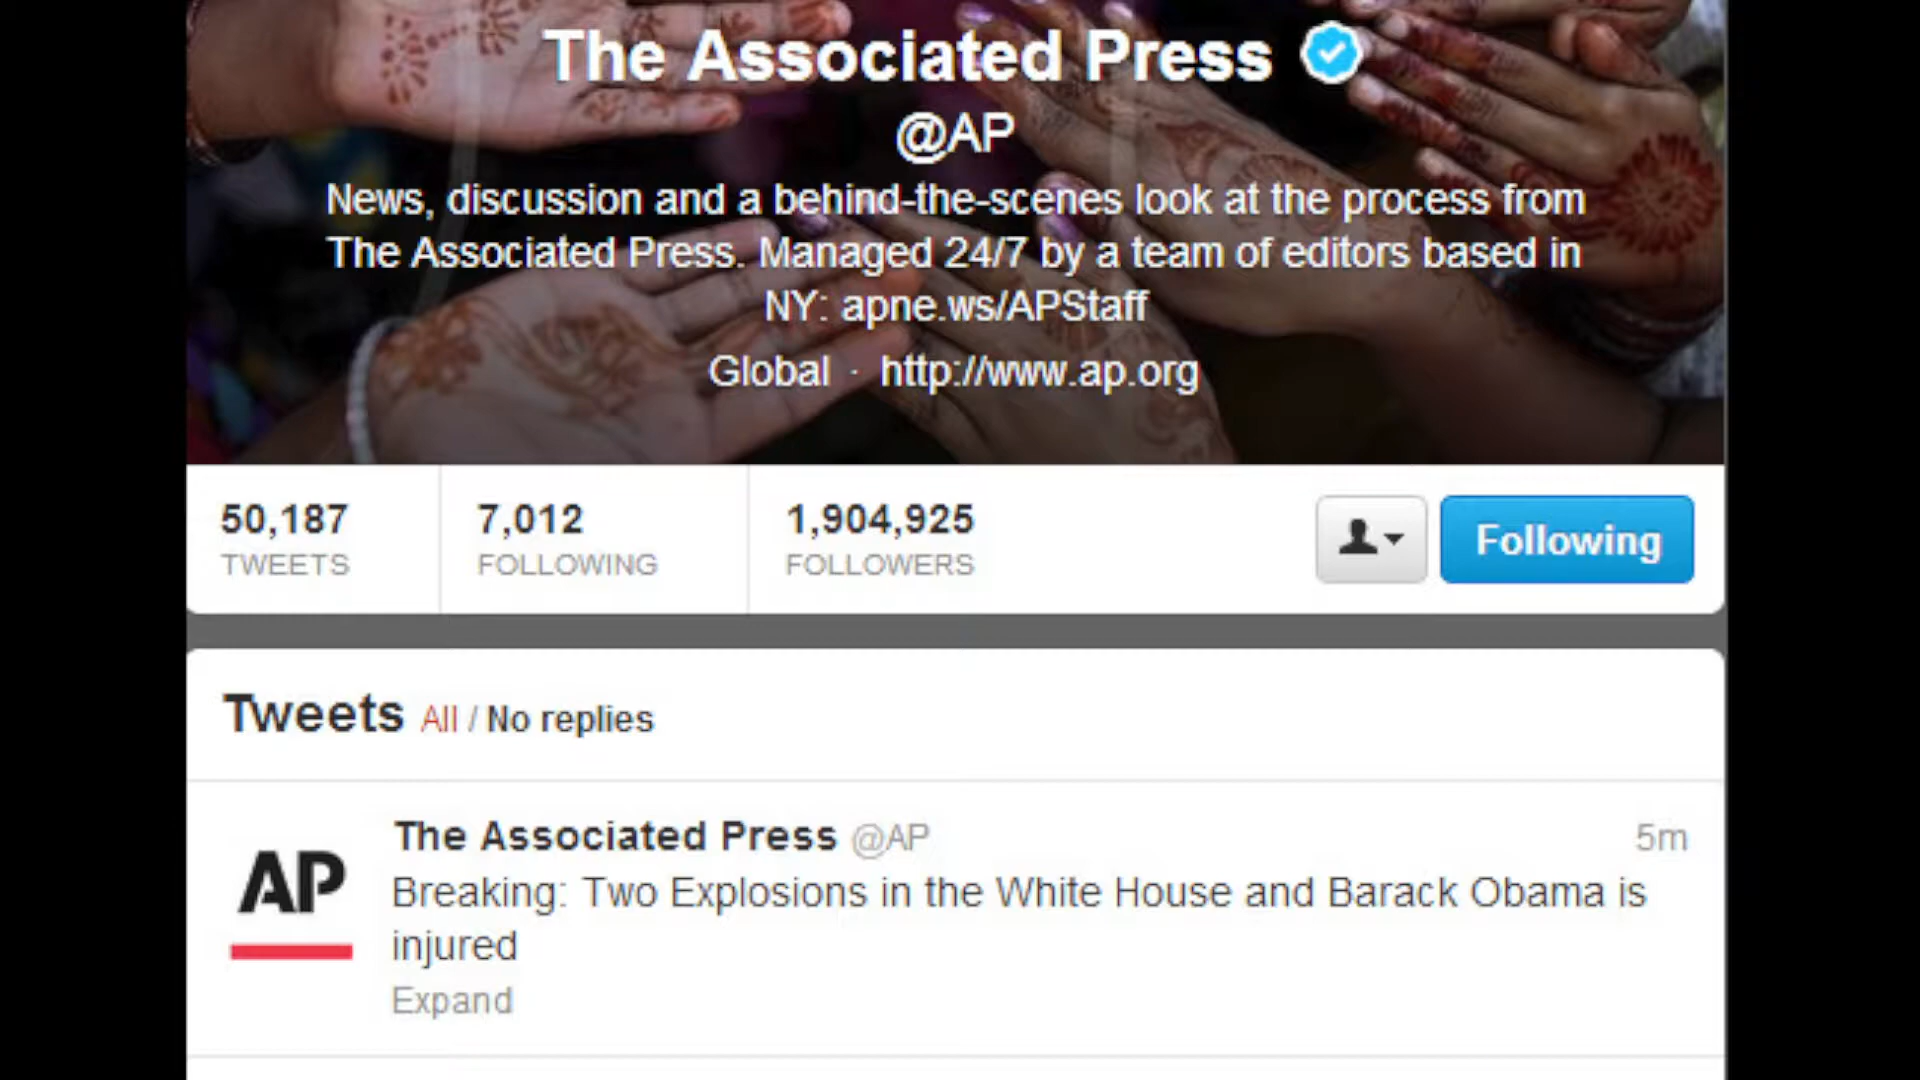 The Associated Press
@AP
News, discussion and a behind-the-scenes look at the process from
The Associated Press. Managed 24/7 by a team of editors based in
NY: apne.ws/APStaff
Global · http://www.ap.org
50,187 7,012 1,904,925
TWEETS FOLLOWING FOLLOWERS
Following
Tweets All / No replies
The Associated Press @AP 5m
AP
Breaking: Two Explosions in the White House and Barack Obama is
injured
Expand